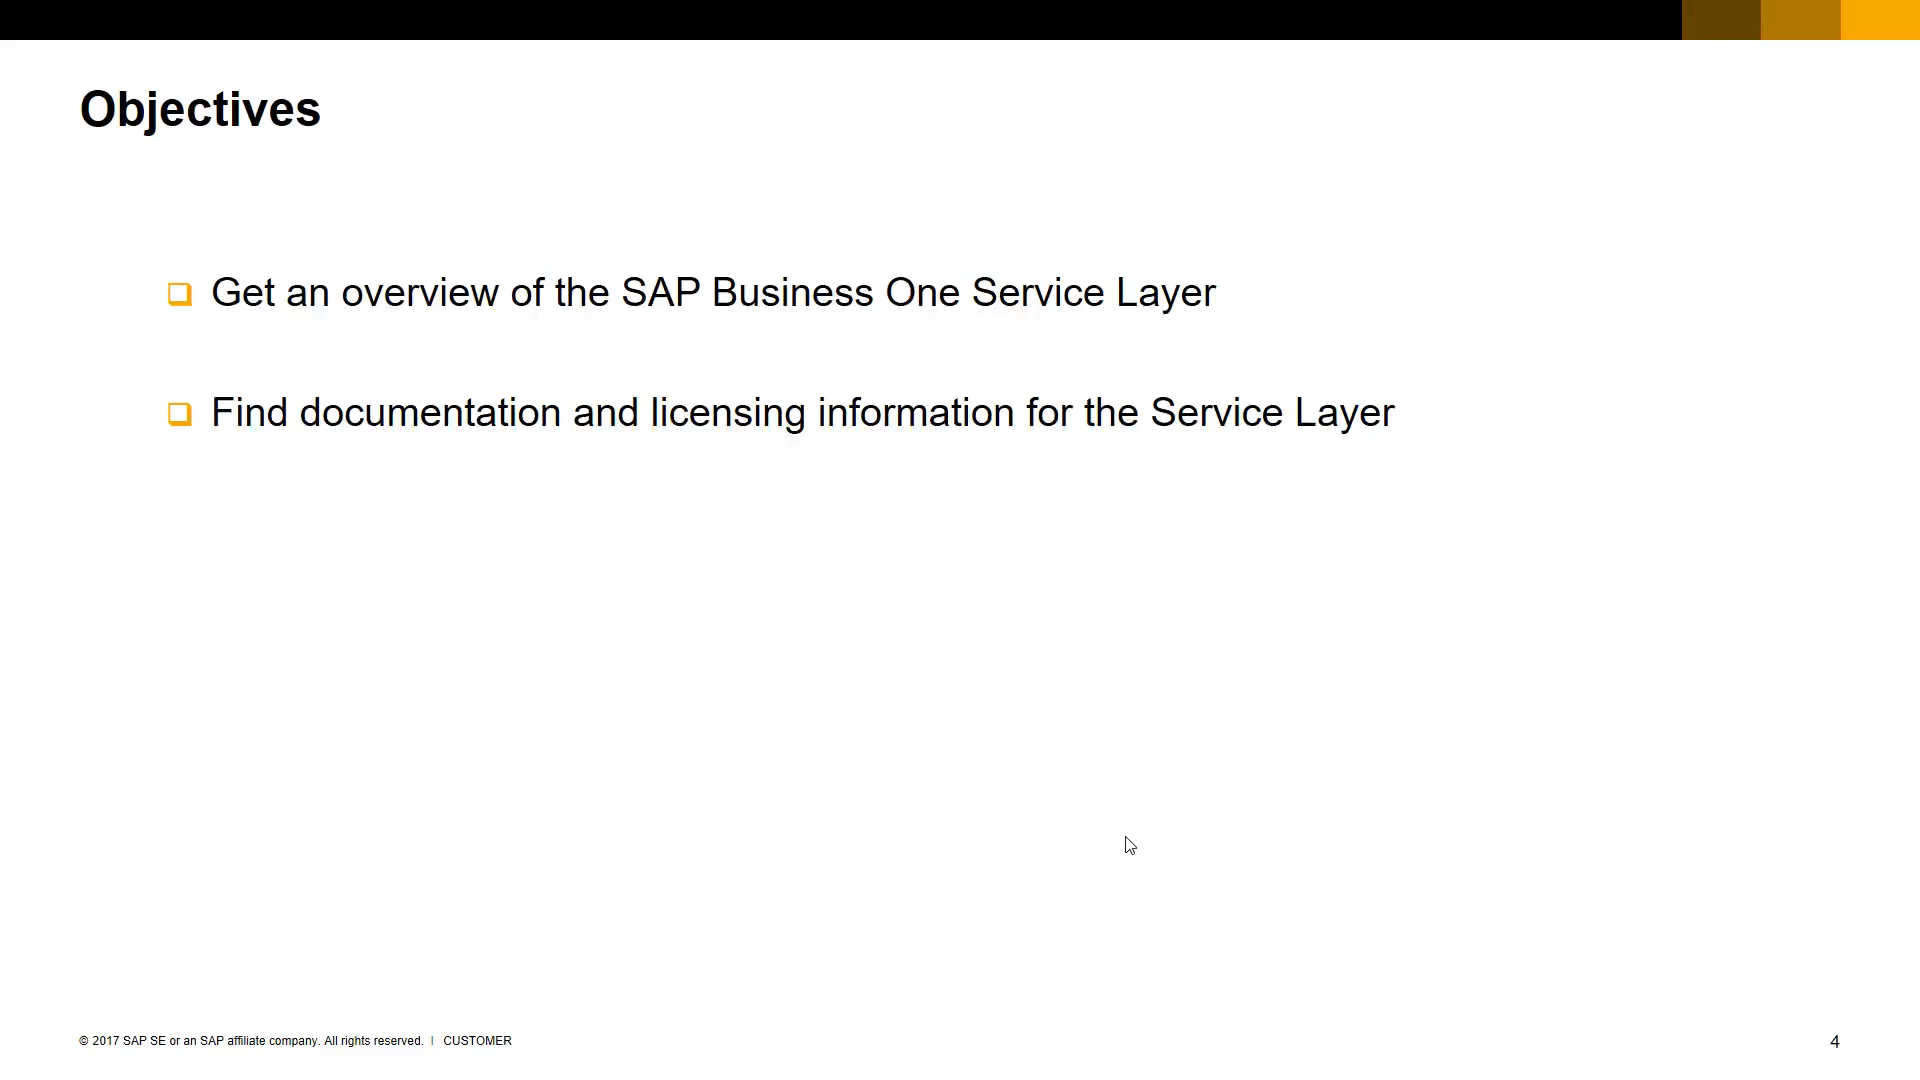 Objectives
Get an overview of the SAP Business One Service Layer
Find documentation and licensing information for the Service Layer
© 2017 SAP SE or an SAP affiliate company. All rights reserved. | CUSTOMER
4